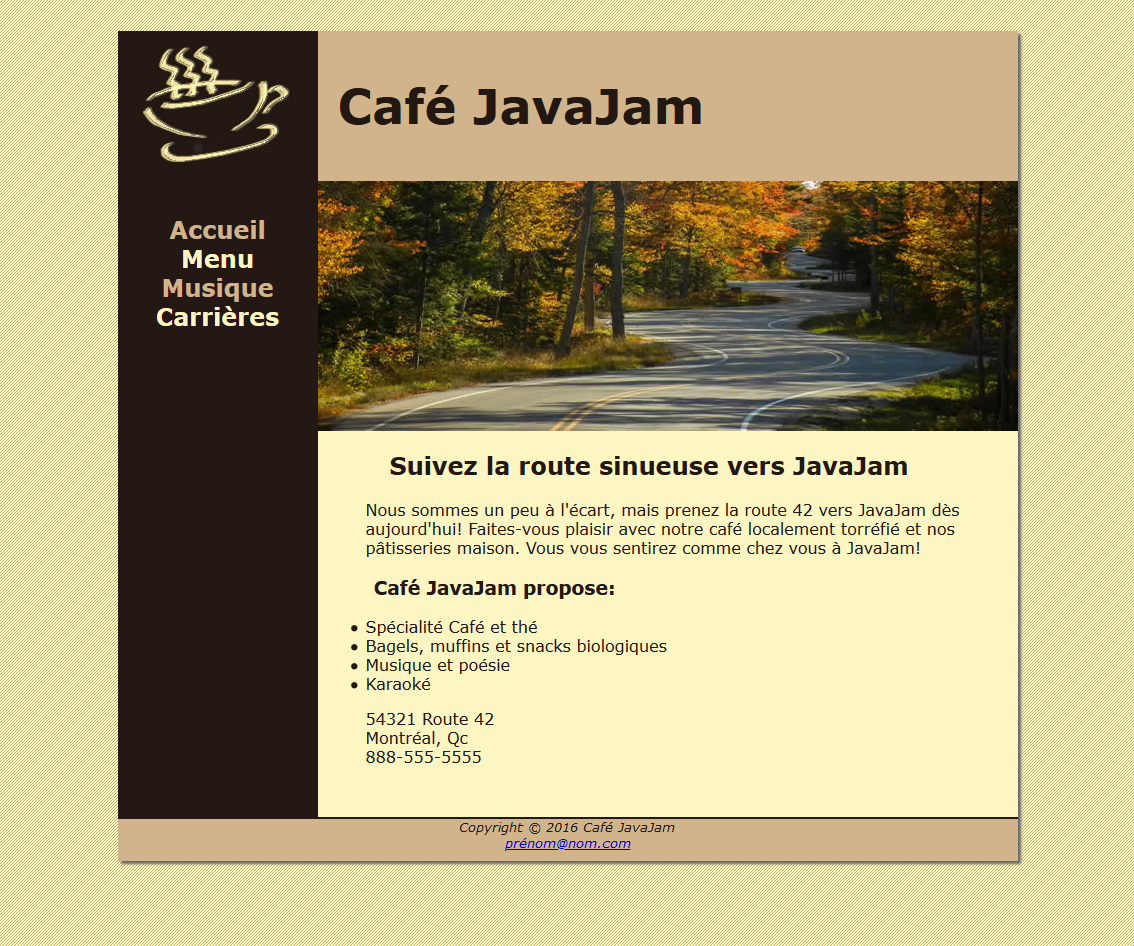 Café JavaJam
Accueil
Menu
Musique
Carrières
Suivez la route sinueuse vers JavaJam
Nous sommes un peu à l'écart, mais prenez la route 42 vers JavaJam dès
aujourd'hui! Faites-vous plaisir avec notre café localement torréfié et nos
pâtisseries maison. Vous vous sentirez comme chez vous à JavaJam!
Café JavaJam propose:
Spécialité Café et thé
Bagels, muffins et snacks biologiques
Musique et poésie
Karaoké
54321 Route 42
Montréal, Qc
888-555-5555
Copyright © 2016 Café JavaJam
prénom@nom.com